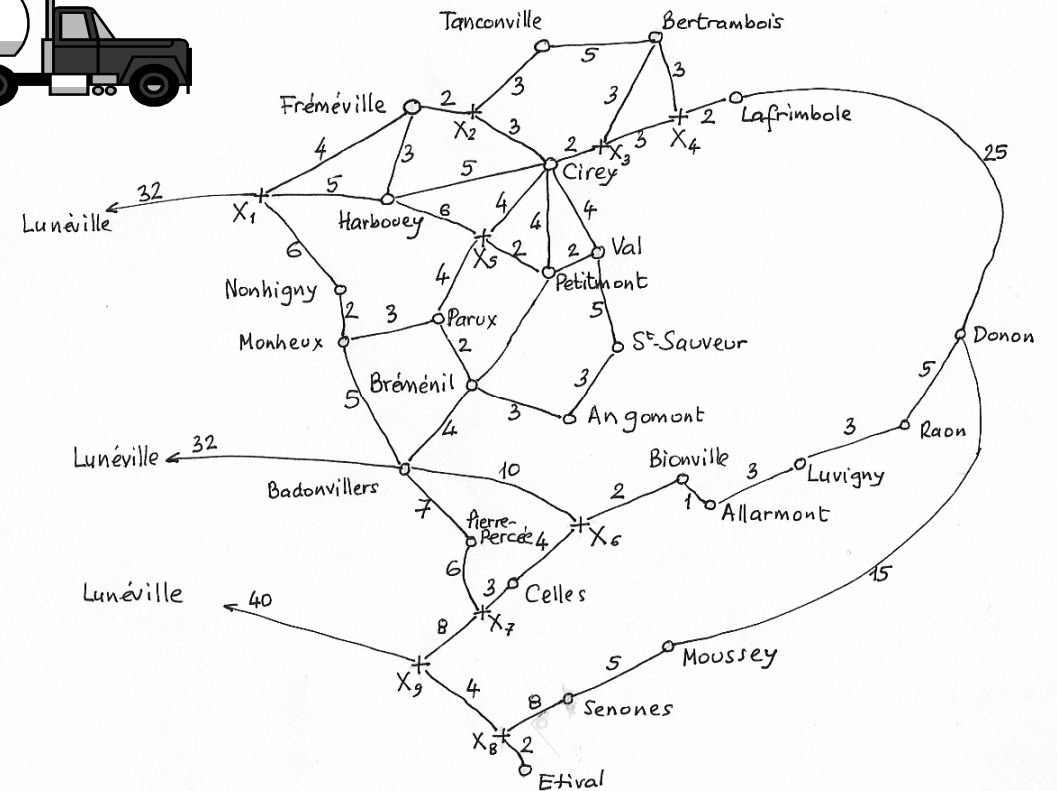 Tanconville
Bertrambois
5
3
3
3
Fréméville
2
X2
3
2
X3
3
X4
2
Lafrimbole
25
4
3
5
Cirey
32
Lunéville
X1
5
Harbouey
6
4
4
4
X5
2
2
Val
Petitmont
6
Nonhigny
2
3
4
Parux
5
St-Sauveur
Donon
Monheux
2
Bréménil
3
5
5
3
Angomont
4
3
Raon
Lunéville
32
Badonvillers
10
Bionville
2
1
3
Luvigny
Allarmont
7
Pierre-
Percée
4
X6
6
3
Celles
Lunéville
40
8
X7
15
X9
4
5
Moussey
8
Senones
X8
2
Etival